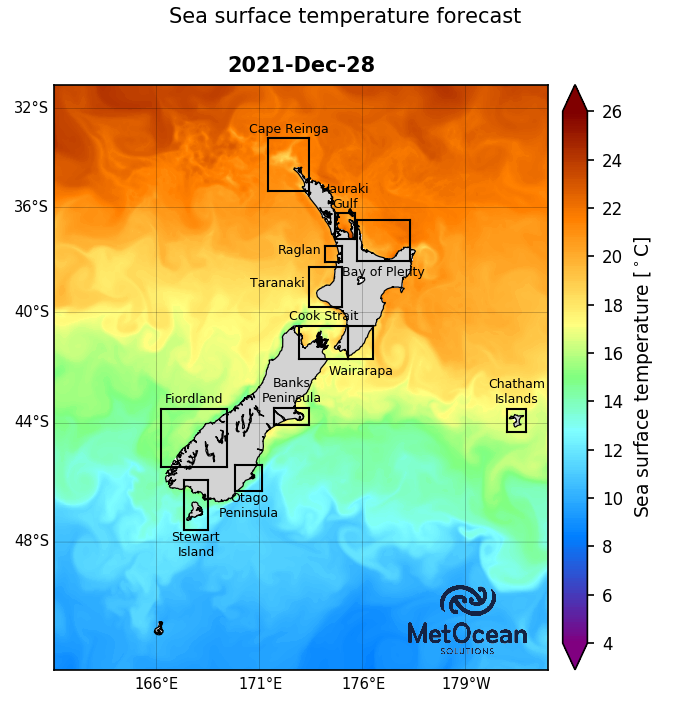 Sea surface temperature forecast
2021-Dec-28
32°S
36°S
40°S
44°S
48°S
Cape Reinga
Hauraki
Gulf
Raglan
Bay of Plenty
Taranaki
Cook Strait
Wairarapa
Banks
Peninsula
Fiordland
Chatham
Islands
Otago
Peninsula
Stewart
Island
MetOcean
SOLUTIONS
166°E
171°E
176°E
179°W
26
24
22
20
18
16
14
12
10
8
6
4
Sea surface temperature [°C]